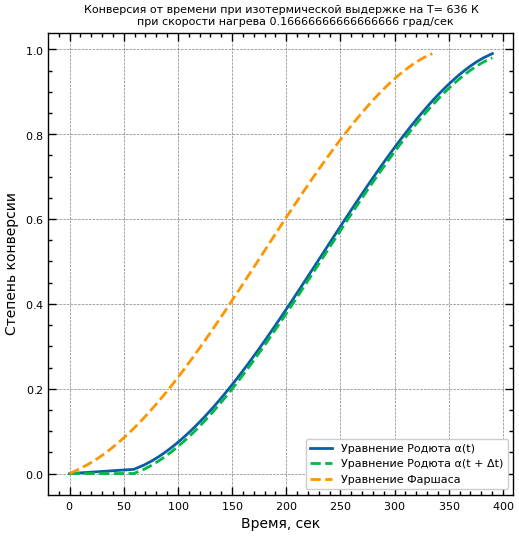 Конверсия от времени при изотермической выдержке на T= 636 К
при скорости нагрева 0.16666666666666666 град/сек
Степень конверсии
1.0
0.8
0.6
0.4
0.2
0.0
Уравнение Родюта α(t)
Уравнение Родюта α(t + Δt)
Уравнение Фаршаса
0 50 100 150 200 250 300 350 400
Время, сек